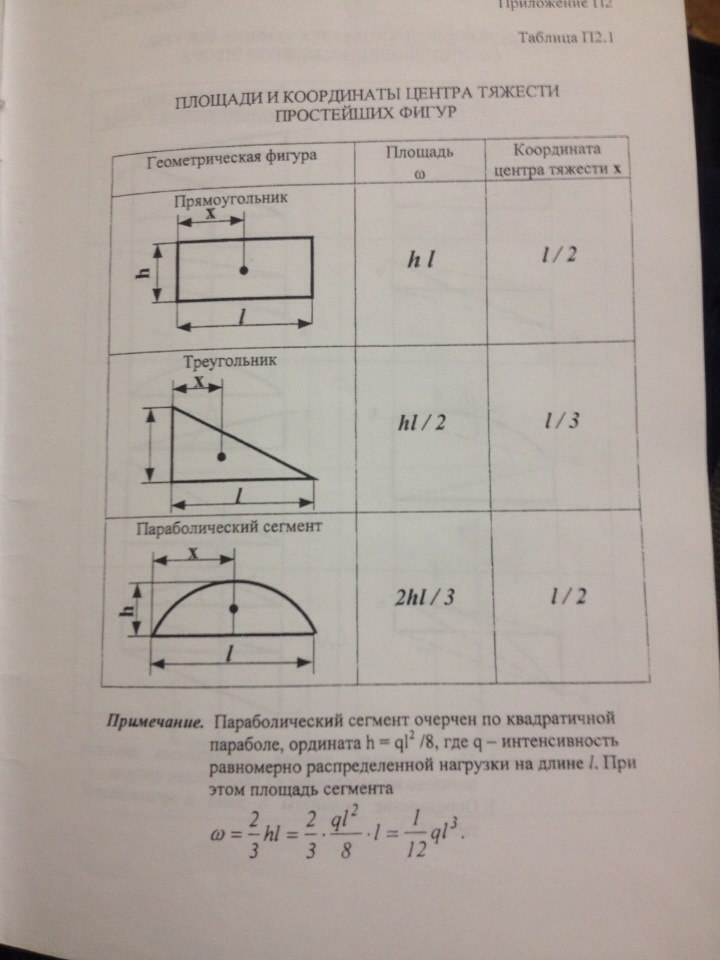 Приложение П2
Таблица П2.1
ПЛОЩАДИ И КООРДИНАТЫ ЦЕНТРА ТЯЖЕСТИ
ПРОСТЕЙШИХ ФИГУР
Геометрическая фигура
Площадь
ω
Координата
центра тяжести x
Прямоугольник
x
h
l
h l
l / 2
Треугольник
x
l
hl / 2
l / 3
Параболический сегмент
x
h
l
2hl / 3
l / 2
Примечание. Параболический сегмент очерчен по квадратичной
параболе, ордината h = ql² /8, где q – интенсивность
равномерно распределенной нагрузки на длине l. При
этом площадь сегмента
ω = 2/3 hl = 2/3 · ql²/8 · l = 1/12 ql³.